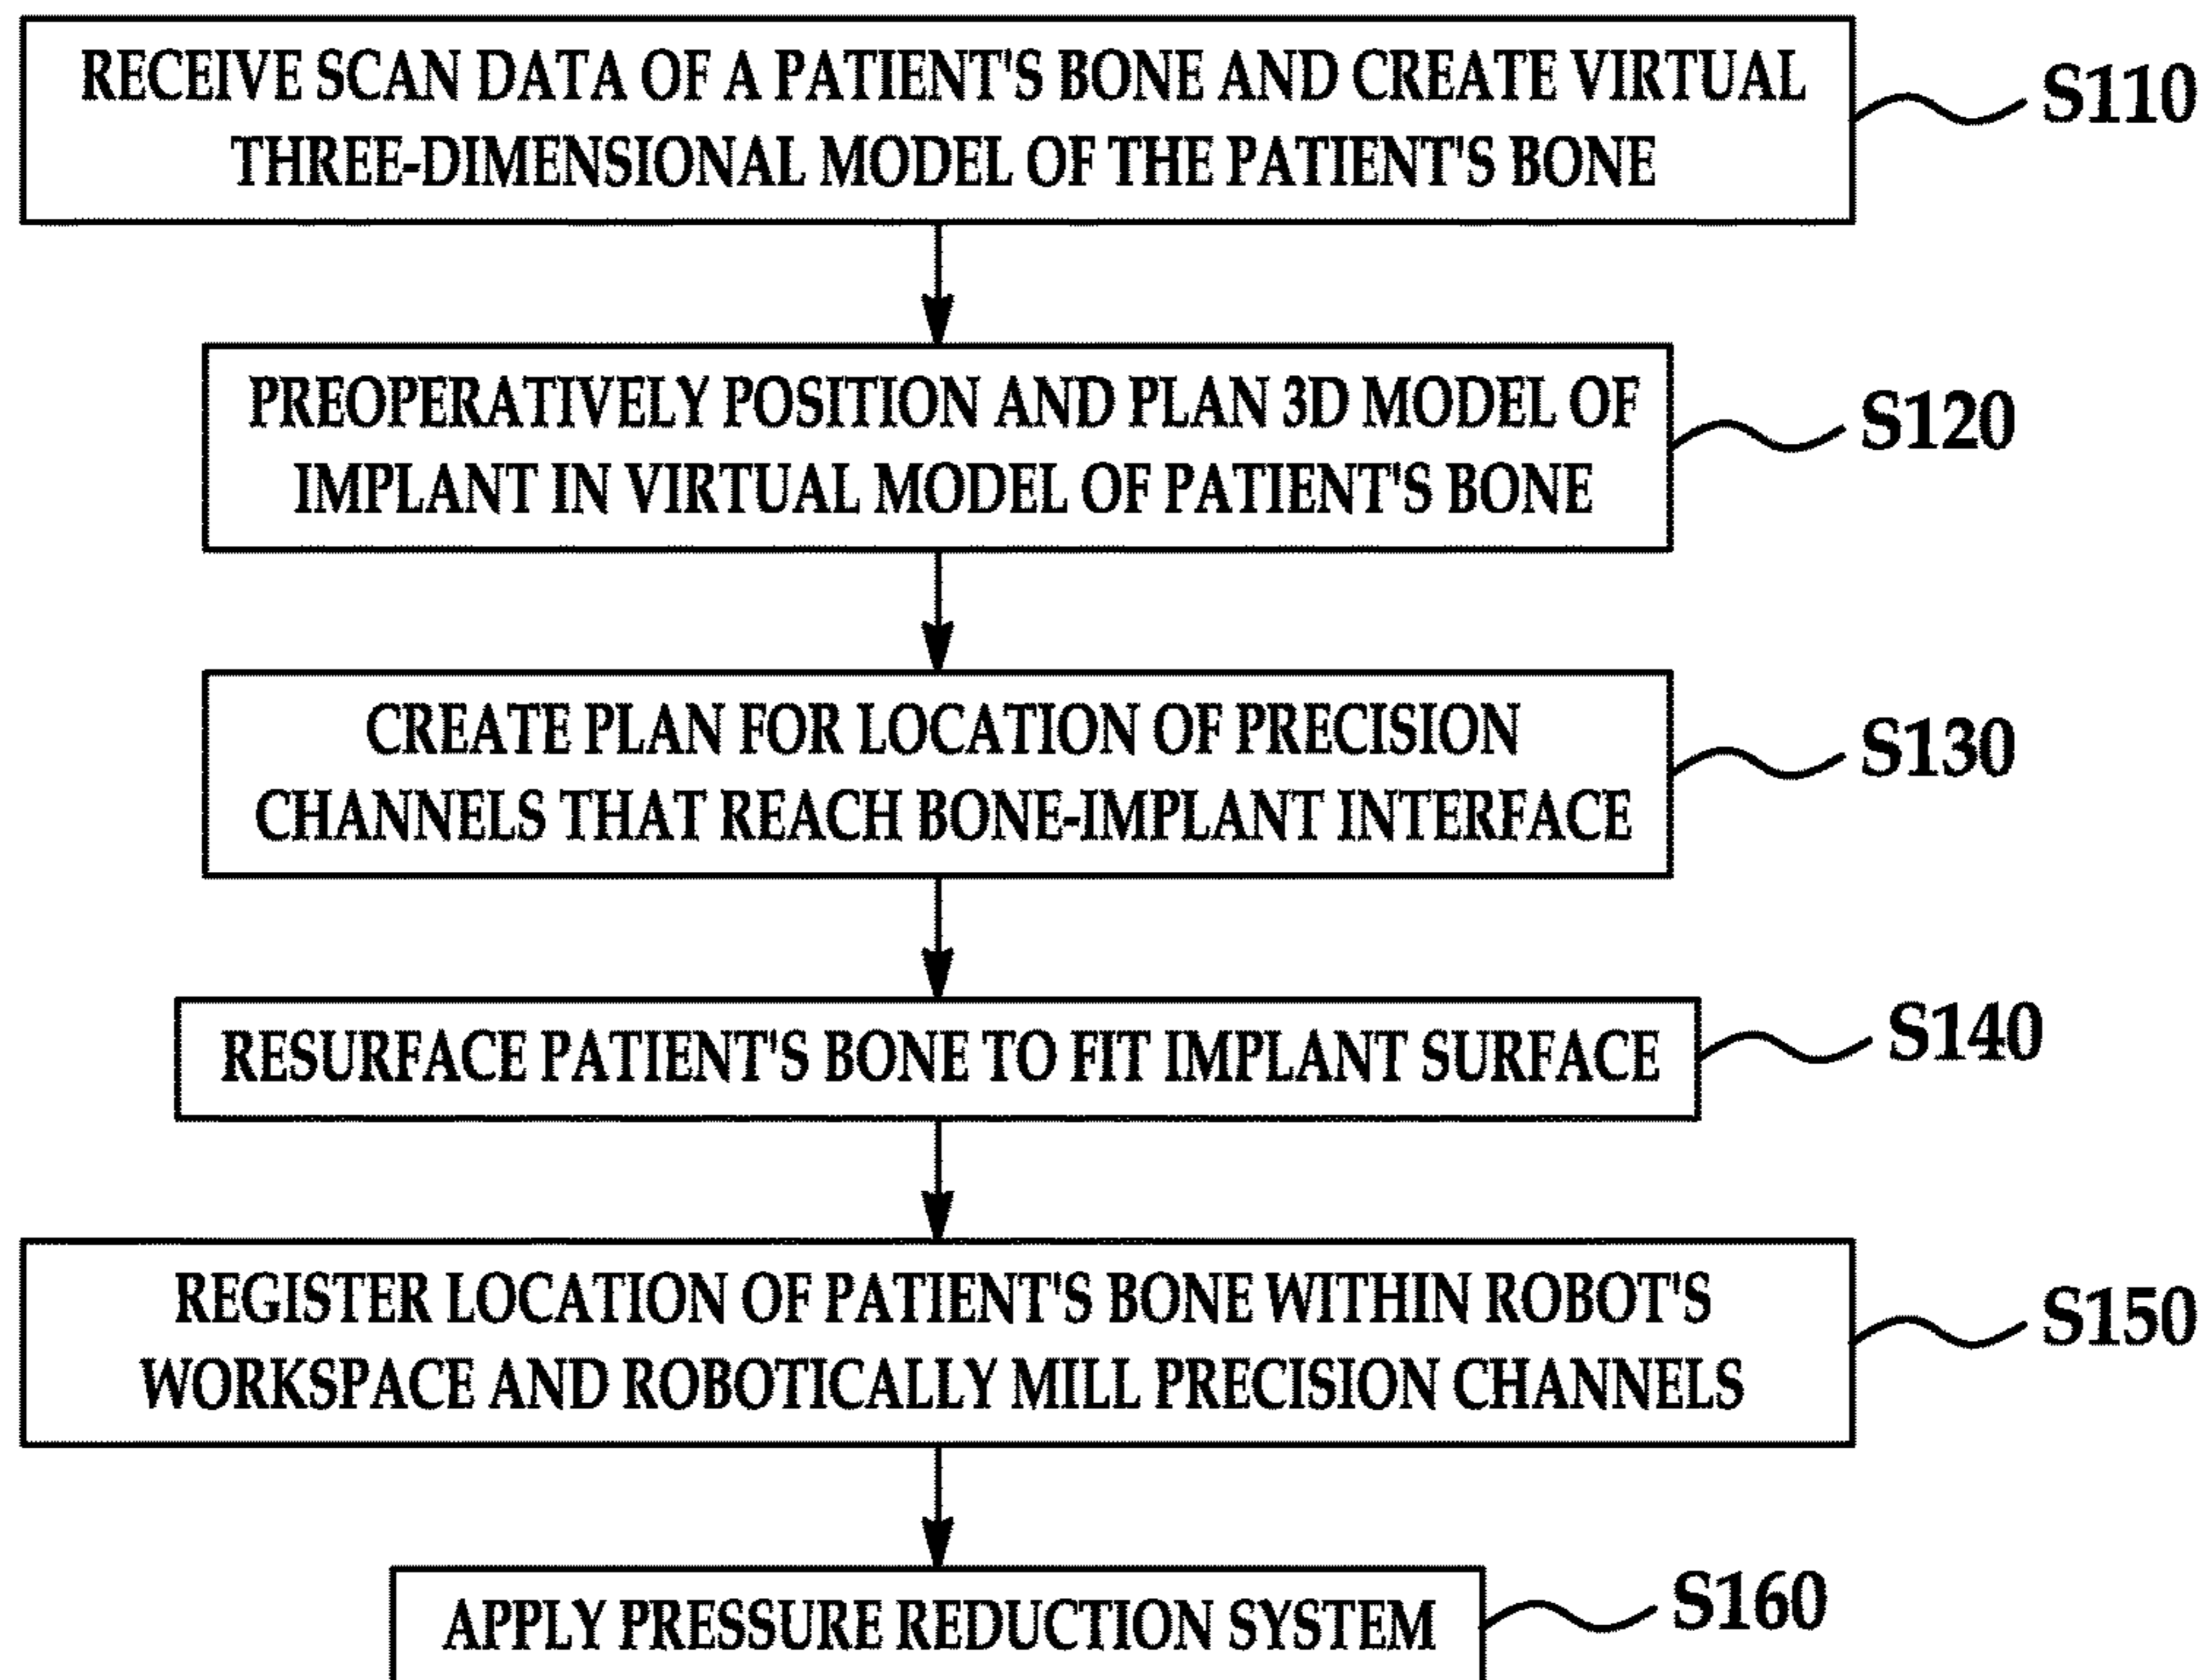 RECEIVE SCAN DATA OF A PATIENT'S BONE AND CREATE VIRTUAL
THREE-DIMENSIONAL MODEL OF THE PATIENT'S BONE
S110
PREOPERATIVELY POSITION AND PLAN 3D MODEL OF
IMPLANT IN VIRTUAL MODEL OF PATIENT'S BONE
S120
CREATE PLAN FOR LOCATION OF PRECISION
CHANNELS THAT REACH BONE-IMPLANT INTERFACE
S130
RESURFACE PATIENT'S BONE TO FIT IMPLANT SURFACE
S140
REGISTER LOCATION OF PATIENT'S BONE WITHIN ROBOT'S
WORKSPACE AND ROBOTICALLY MILL PRECISION CHANNELS
S150
APPLY PRESSURE REDUCTION SYSTEM
S160